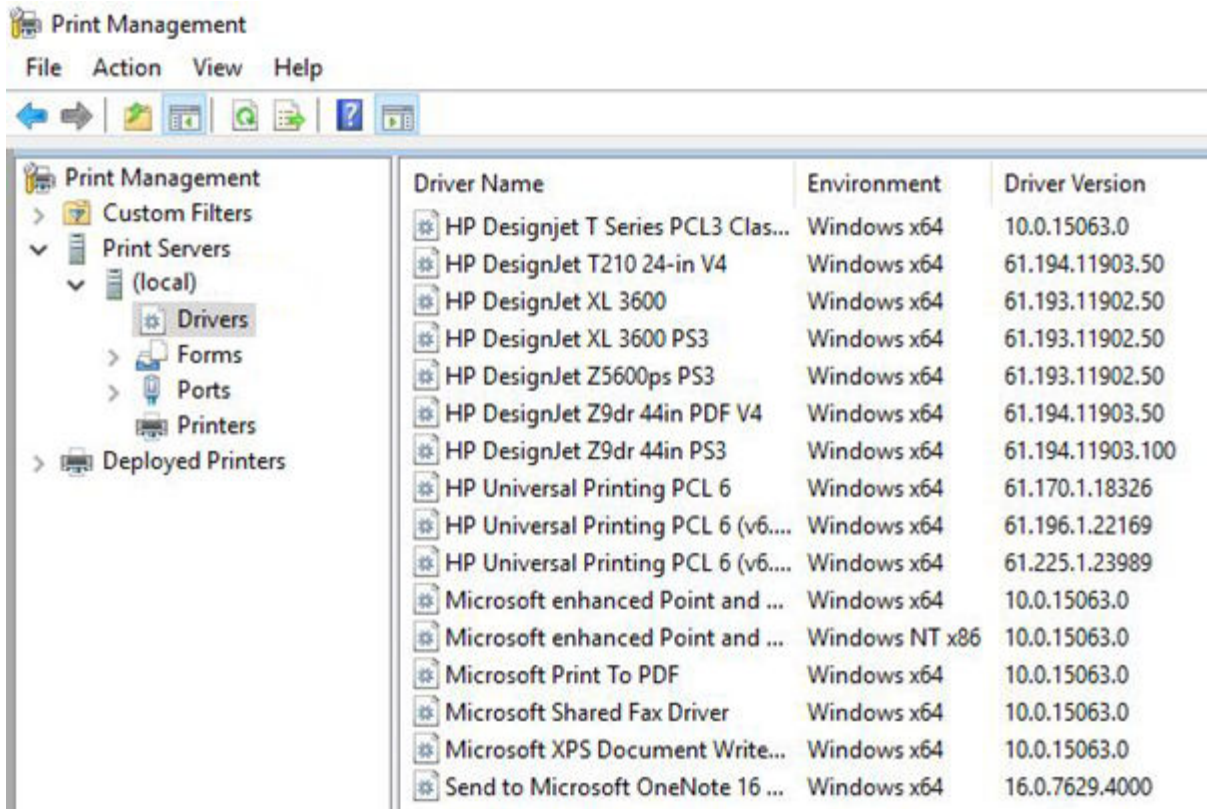 Print Management
File Action View Help
Print Management
Custom Filters
Print Servers
(local)
Drivers
Forms
Ports
Printers
Deployed Printers
Driver Name Environment Driver Version
HP Designjet T Series PCL3 Clas... Windows x64 10.0.15063.0
HP DesignJet T210 24-in V4 Windows x64 61.194.11903.50
HP DesignJet XL 3600 Windows x64 61.193.11902.50
HP DesignJet XL 3600 PS3 Windows x64 61.193.11902.50
HP DesignJet Z5600ps PS3 Windows x64 61.193.11902.50
HP DesignJet Z9dr 44in PDF V4 Windows x64 61.194.11903.50
HP DesignJet Z9dr 44in PS3 Windows x64 61.194.11903.100
HP Universal Printing PCL 6 Windows x64 61.170.1.18326
HP Universal Printing PCL 6 (v6.... Windows x64 61.196.1.22169
HP Universal Printing PCL 6 (v6.... Windows x64 61.225.1.23989
Microsoft enhanced Point and ... Windows x64 10.0.15063.0
Microsoft enhanced Point and ... Windows NT x86 10.0.15063.0
Microsoft Print To PDF Windows x64 10.0.15063.0
Microsoft Shared Fax Driver Windows x64 10.0.15063.0
Microsoft XPS Document Write... Windows x64 10.0.15063.0
Send to Microsoft OneNote 16 ... Windows x64 16.0.7629.4000